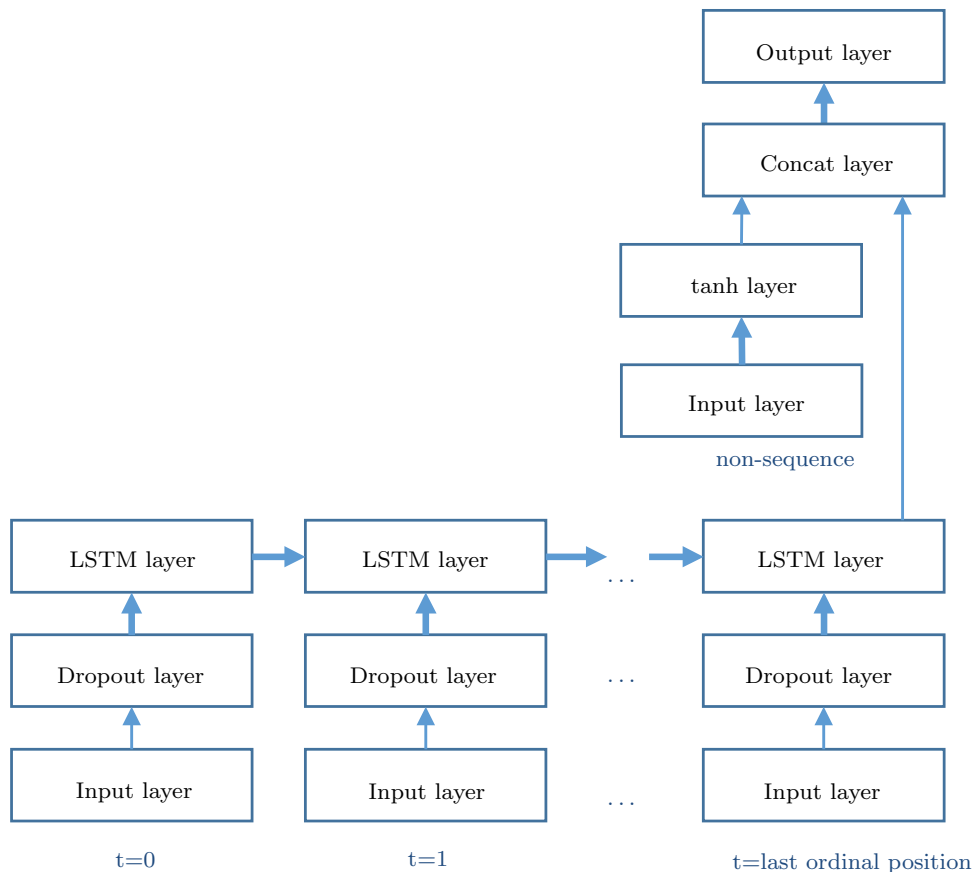 Output layer
Concat layer
tanh layer
Input layer
non-sequence
LSTM layer LSTM layer ... LSTM layer
Dropout layer Dropout layer ... Dropout layer
Input layer Input layer ... Input layer
t=0 t=1 t=last ordinal position